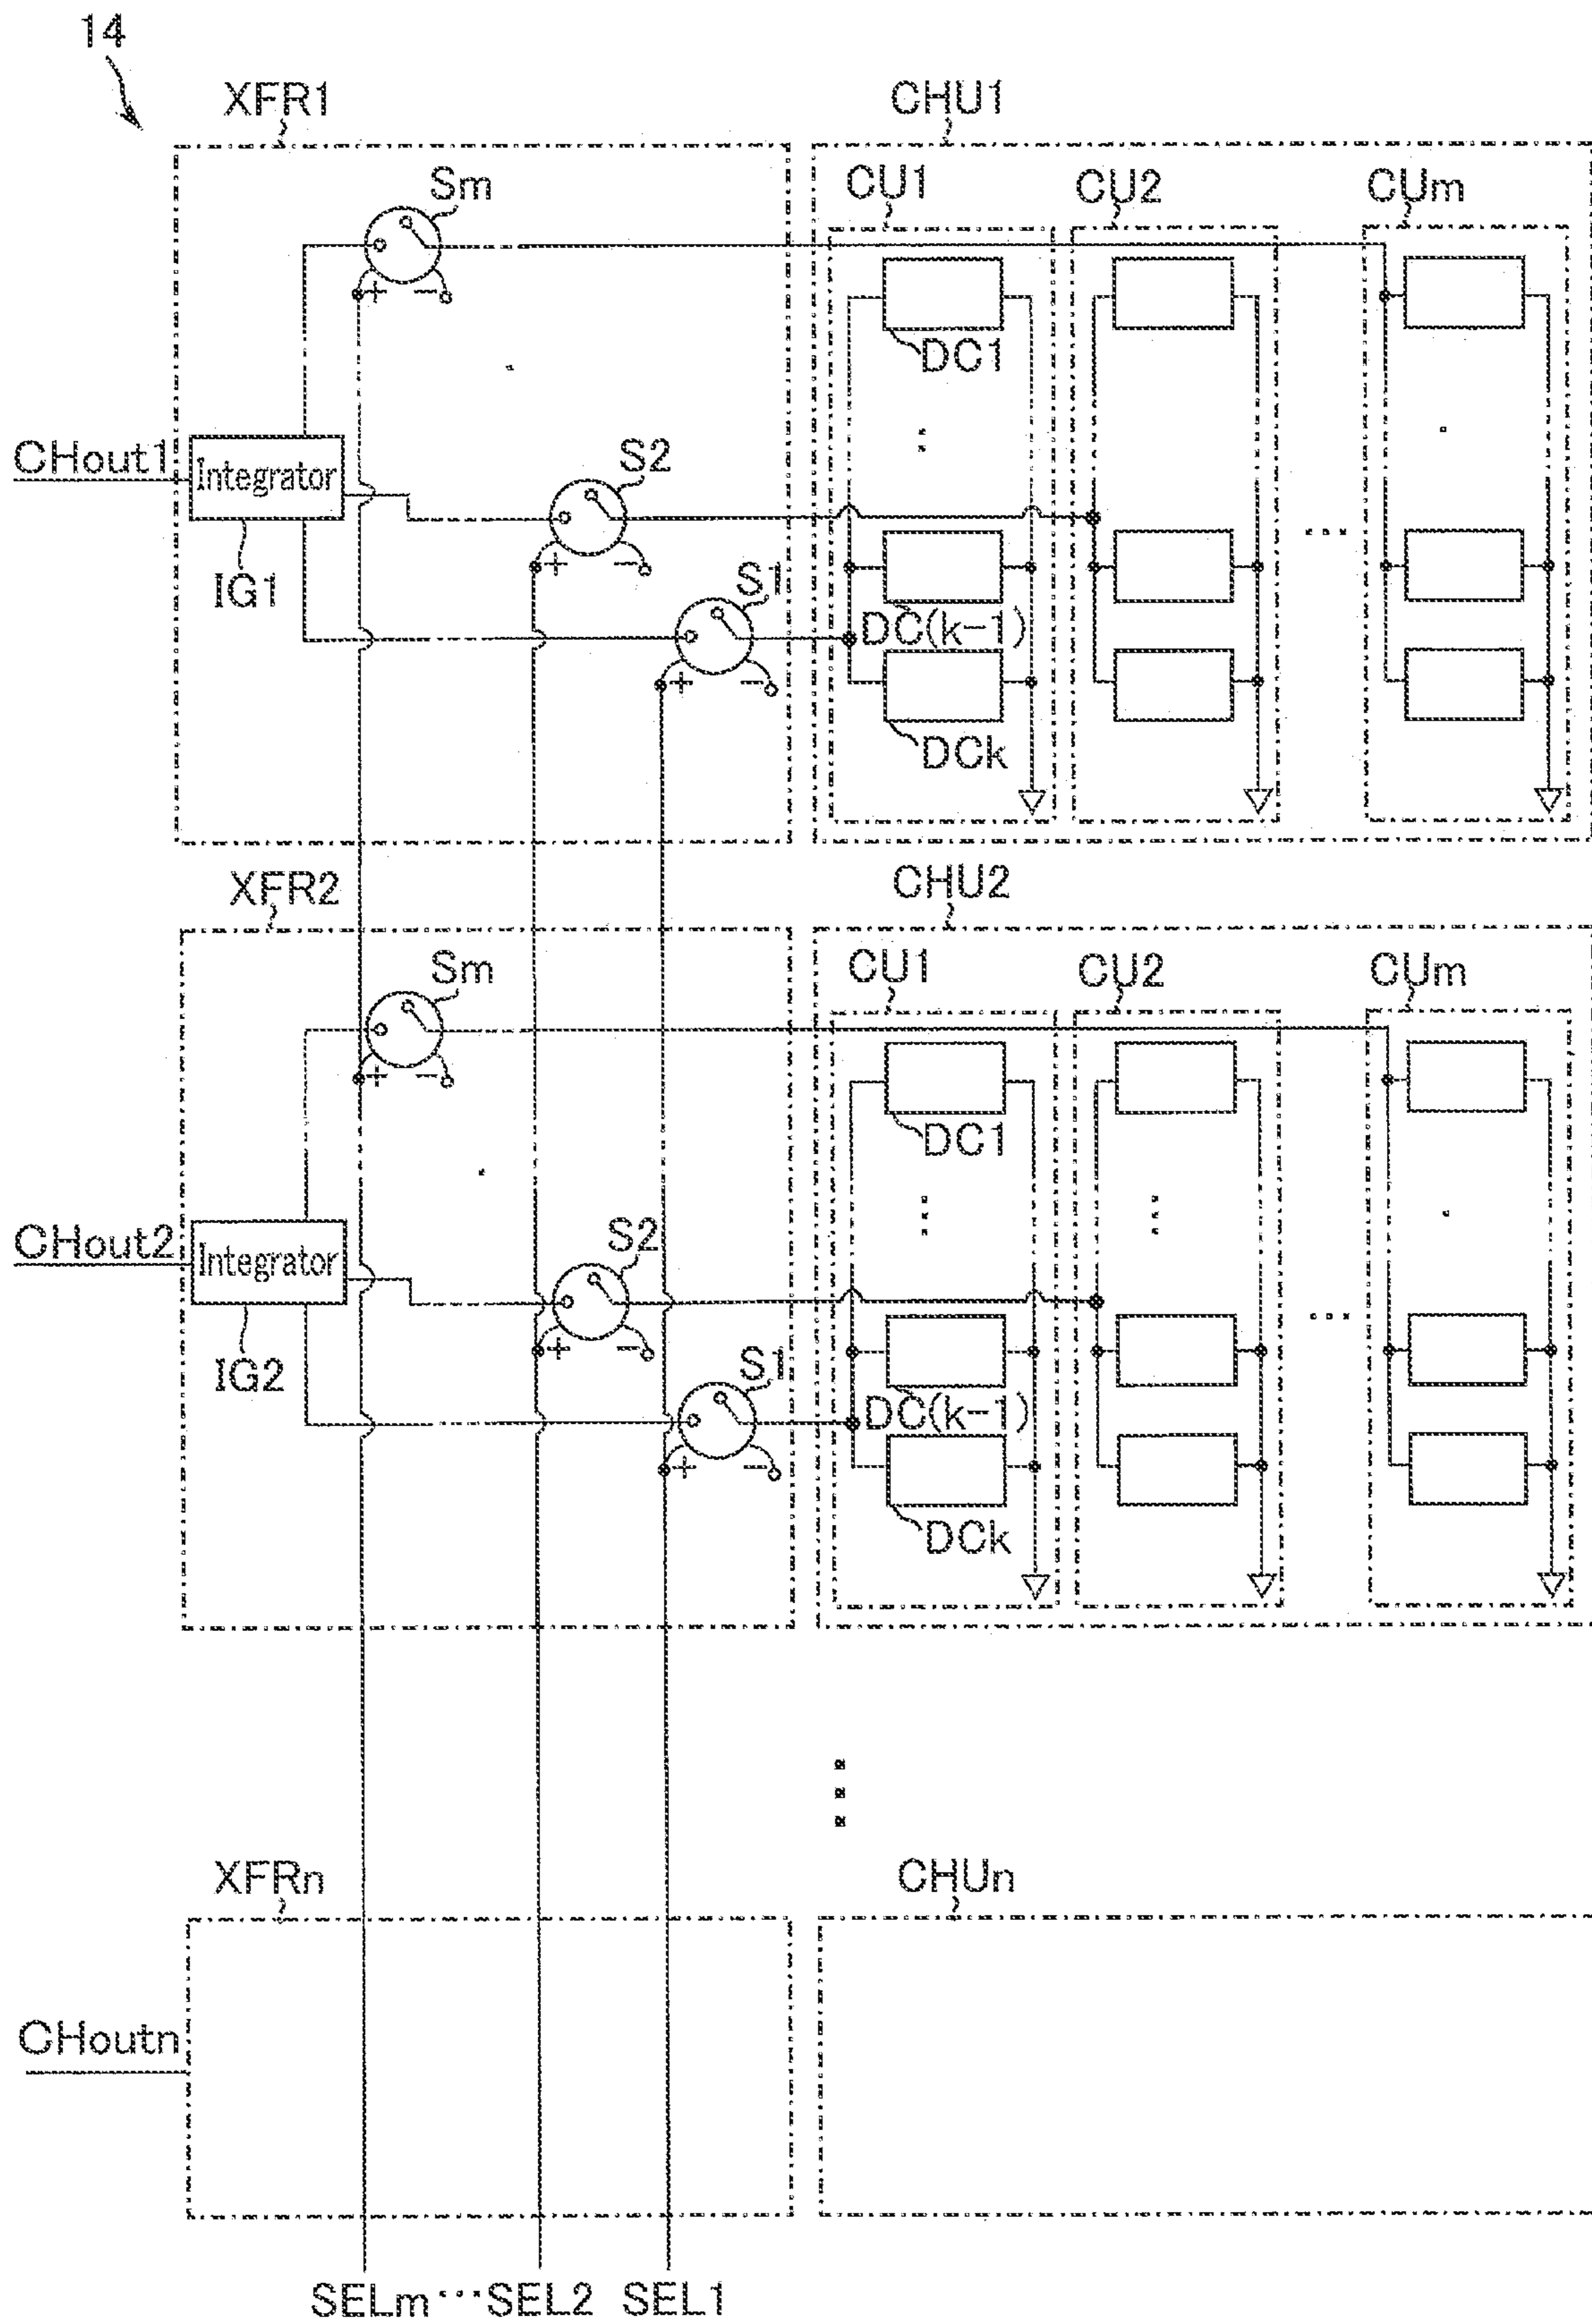 14
XFR1
CHU1
Sm
CU1
CU2
CUm
+ −
DC1
CHout1
Integrator
S2
...
IG1
+ −
S1
DC(k-1)
+ −
DCk
XFR2
CHU2
Sm
CU1
CU2
CUm
+ −
DC1
CHout2
Integrator
S2
...
IG2
+ −
S1
DC(k-1)
+ −
DCk
XFRn
CHUn
CHoutn
SELm ... SEL2 SEL1